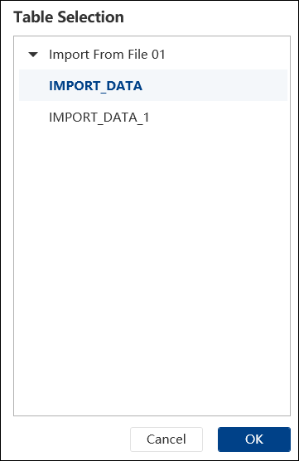 Table Selection
Import From File 01
IMPORT_DATA
IMPORT_DATA_1
Cancel
OK